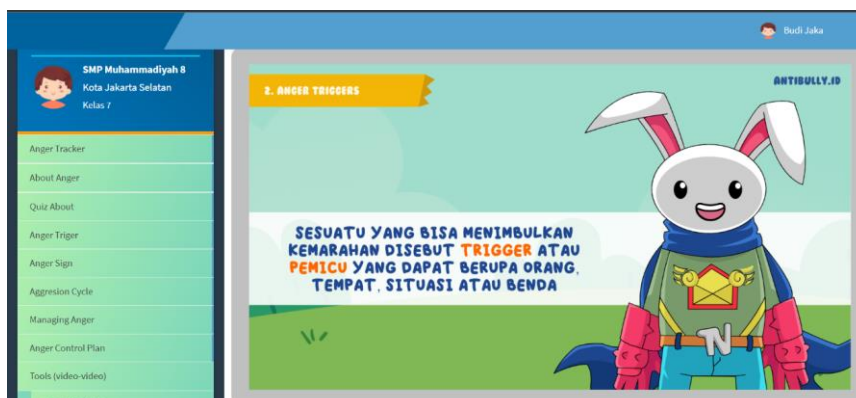 Budi Jaka
SMP Muhammadiyah 8
Kota Jakarta Selatan
Kelas 7
Anger Tracker
About Anger
Quiz About
Anger Triger
Anger Sign
Aggresion Cycle
Managing Anger
Anger Control Plan
Tools (video-video)
2. ANGER TRIGGERS
ANTIBULLY.ID
SESUATU YANG BISA MENIMBULKAN
KEMARAHAN DISEBUT TRIGGER ATAU
PEMICU YANG DAPAT BERUPA ORANG,
TEMPAT, SITUASI ATAU BENDA
TN